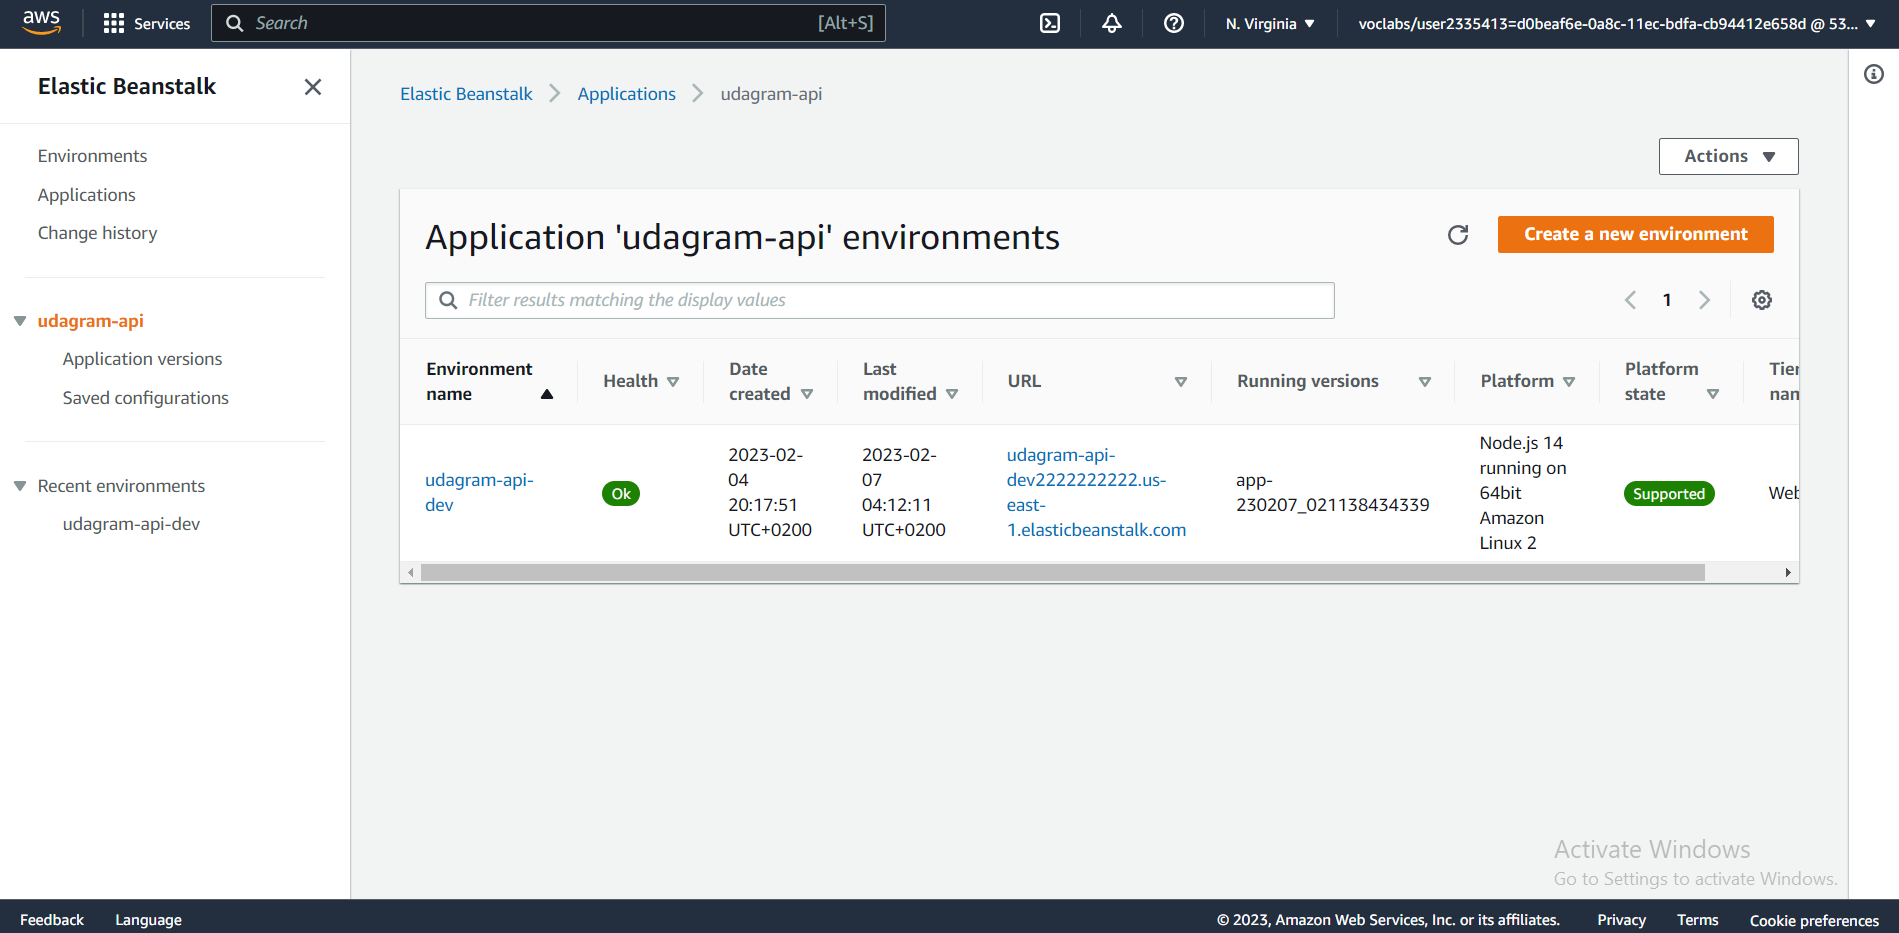 aws
Services
Search [Alt+S]
N. Virginia
voclabs/user2335413=d0beaf6e-0a8c-11ec-bdfa-cb94412e658d @ 53...
Elastic Beanstalk
Environments
Applications
Change history
udagram-api
Application versions
Saved configurations
Recent environments
udagram-api-dev
Elastic Beanstalk
Applications
udagram-api
Actions
Application 'udagram-api' environments
Create a new environment
Filter results matching the display values
1
Environment
name
Health
Date
created
Last
modified
URL
Running versions
Platform
Platform
state
Tier
nam
udagram-api-
dev
Ok
2023-02-
04
20:17:51
UTC+0200
2023-02-
07
04:12:11
UTC+0200
udagram-api-
dev2222222222.us-
east-
1.elasticbeanstalk.com
app-
230207_021138434339
Node.js 14
running on
64bit
Amazon
Linux 2
Supported
Web
Activate Windows
Go to Settings to activate Windows.
Feedback
Language
© 2023, Amazon Web Services, Inc. or its affiliates.
Privacy
Terms
Cookie preferences